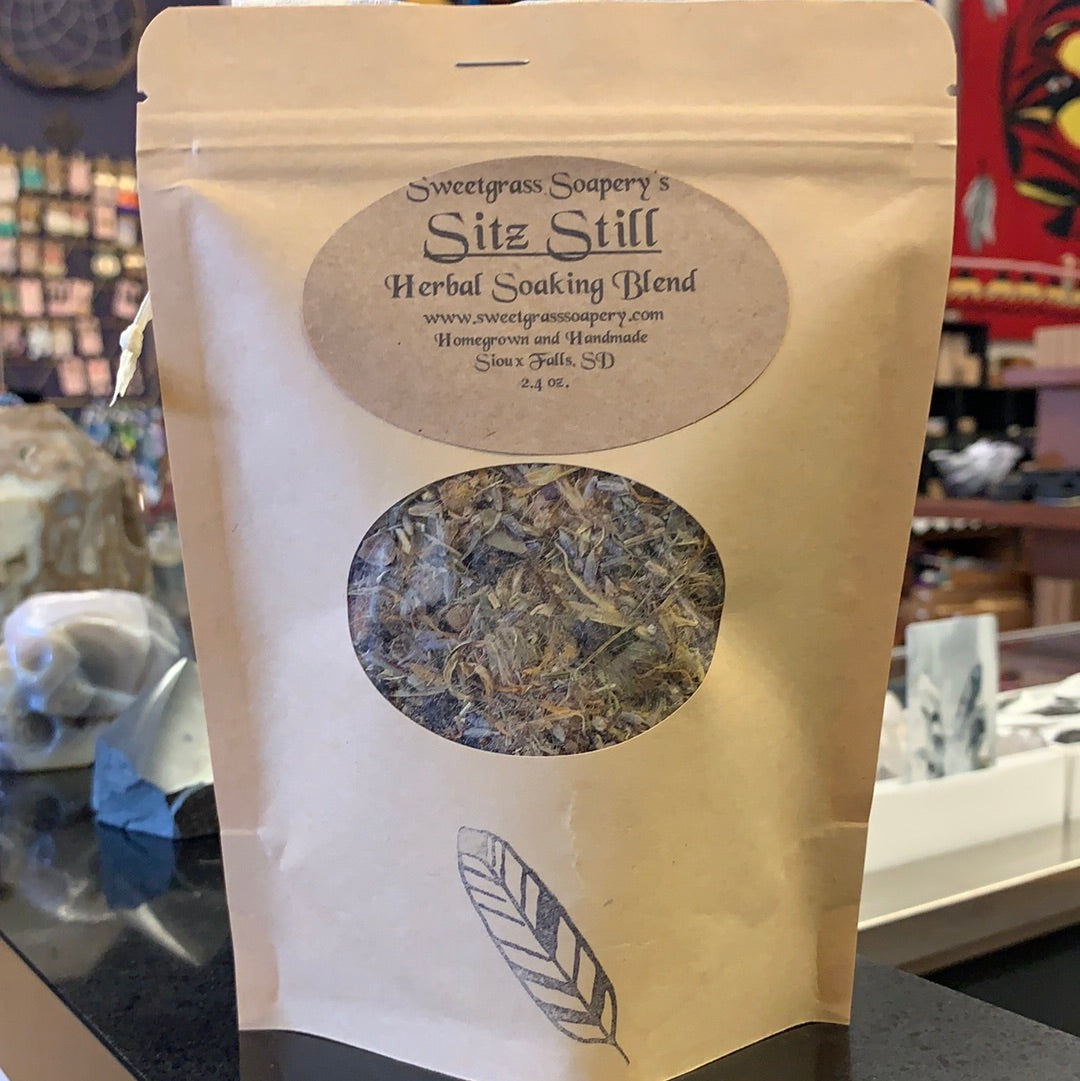 Sweetgrass Soapery's
Sitz Still
Herbal Soaking Blend
www.sweetgrasssoapery.com
Homegrown and Handmade
Sioux Falls, SD
2.4 oz.